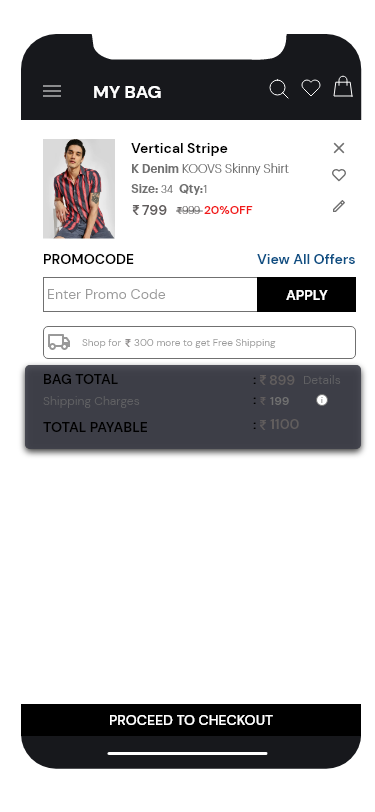 MY BAG
Vertical Stripe
K Denim KOOVS Skinny Shirt
Size: 34 Qty:1
₹ 799 ₹999 20%OFF
PROMOCODE View All Offers
Enter Promo Code APPLY
Shop for ₹ 300 more to get Free Shipping
BAG TOTAL : ₹ 899 Details
Shipping Charges : ₹ 199
TOTAL PAYABLE : ₹ 1100
PROCEED TO CHECKOUT